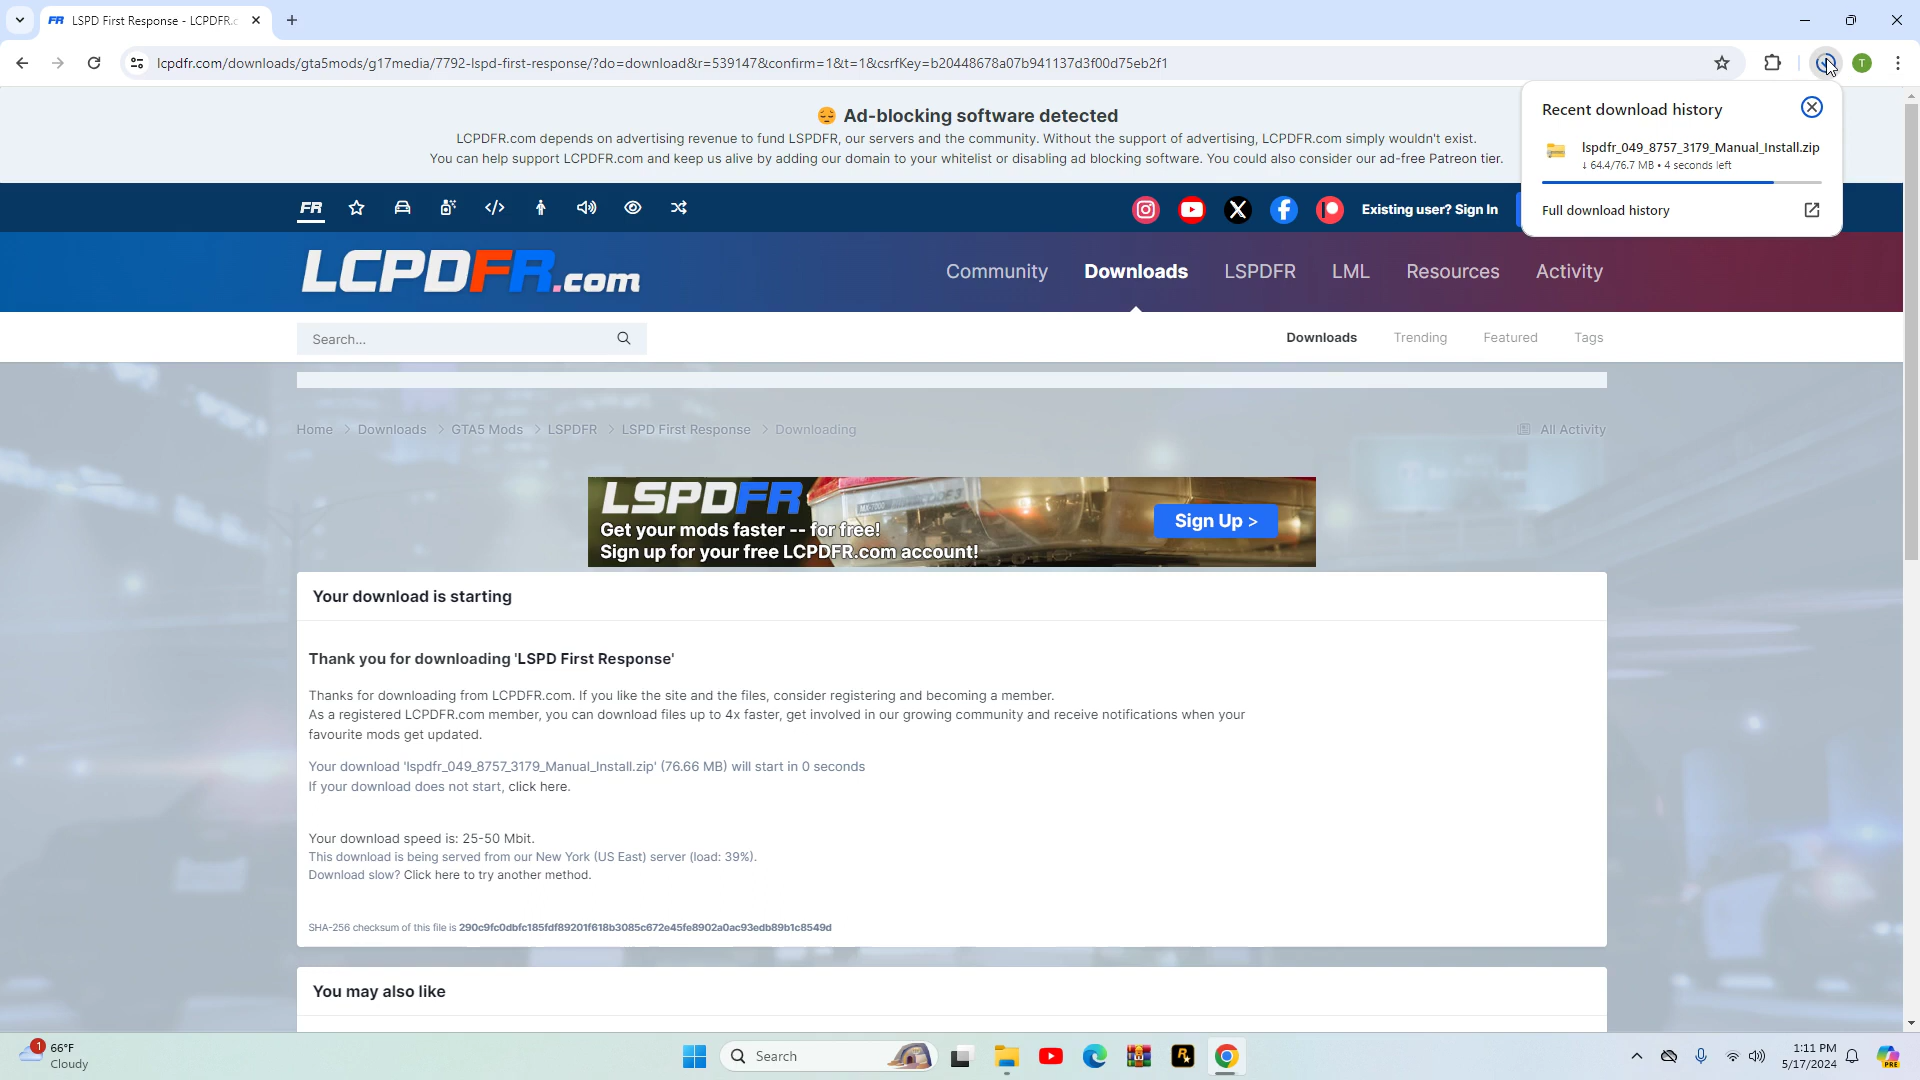 LSPD First Response - LCPDFR.c
lcpdfr.com/downloads/gta5mods/g17media/7792-lspd-first-response/?do=download&r=539147&confirm=1&t=1&csrfKey=b20448678a07b941137d3f00d75eb2f1
T
Recent download history
lspdfr_049_8757_3179_Manual_Install.zip
↓ 64.4/76.7 MB • 4 seconds left
Full download history
😔 Ad-blocking software detected
LCPDFR.com depends on advertising revenue to fund LSPDFR, our servers and the community. Without the support of advertising, LCPDFR.com simply wouldn't exist.
You can help support LCPDFR.com and keep us alive by adding our domain to your whitelist or disabling ad blocking software. You could also consider our ad-free Patreon tier.
FR
Existing user? Sign In
LCPDFR.com
Community
Downloads
LSPDFR
LML
Resources
Activity
Search...
Downloads
Trending
Featured
Tags
Home > Downloads > GTA5 Mods > LSPDFR > LSPD First Response > Downloading
All Activity
LSPDFR
Get your mods faster -- for free!
Sign up for your free LCPDFR.com account!
Sign Up >
Your download is starting
Thank you for downloading 'LSPD First Response'
Thanks for downloading from LCPDFR.com. If you like the site and the files, consider registering and becoming a member.
As a registered LCPDFR.com member, you can download files up to 4x faster, get involved in our growing community and receive notifications when your
favourite mods get updated.
Your download 'lspdfr_049_8757_3179_Manual_Install.zip' (76.66 MB) will start in 0 seconds
If your download does not start, click here.
Your download speed is: 25-50 Mbit.
This download is being served from our New York (US East) server (load: 39%).
Download slow? Click here to try another method.
SHA-256 checksum of this file is 290c9fc0dbfc185fdf89201f618b3085c672e45fe8902a0ac93edb89b1c8549d
You may also like
1
66°F
Cloudy
Search
1:11 PM
5/17/2024
PRE